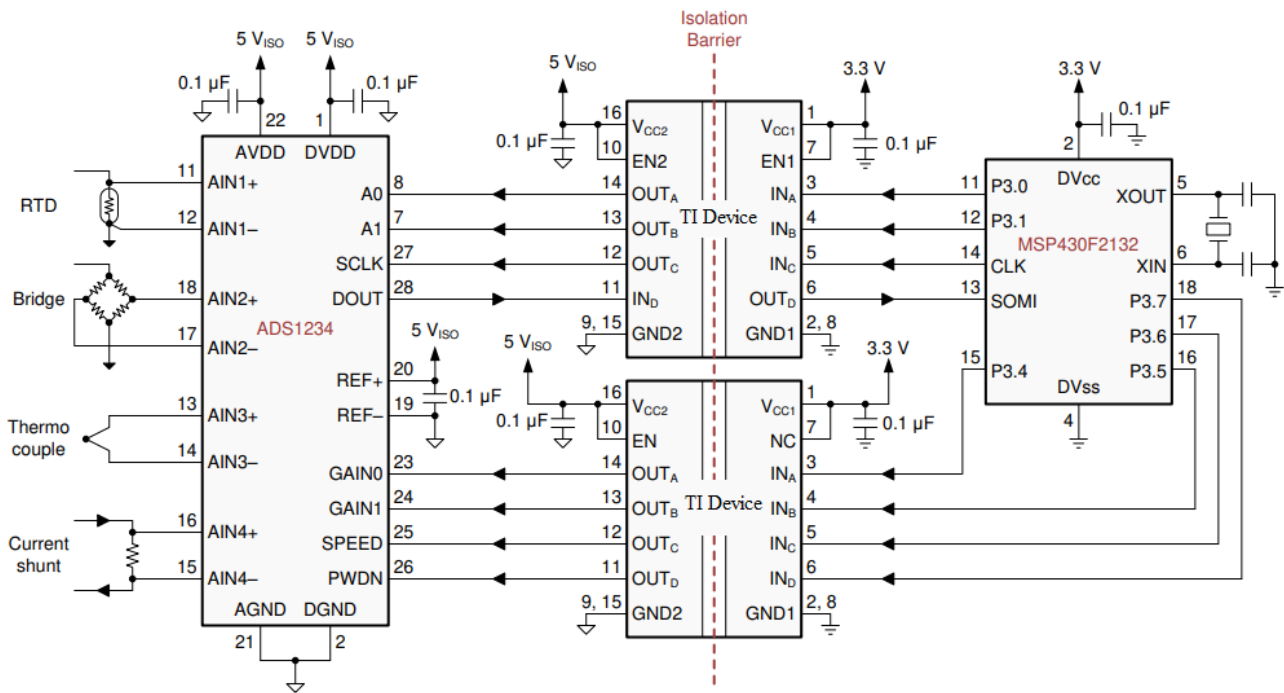 Isolation
Barrier
5 VISO 5 VISO
0.1 µF 0.1 µF
22 1
AVDD DVDD
RTD
11 AIN1+
12 AIN1–
Bridge
18 AIN2+
17 AIN2–
Thermo
couple
13 AIN3+
14 AIN3–
Current
shunt
16 AIN4+
15 AIN4–
ADS1234
A0 8
A1 7
SCLK 27
DOUT 28
5 VISO
REF+ 20
0.1 µF
REF– 19
GAIN0 23
GAIN1 24
SPEED 25
PWDN 26
AGND DGND
21 2
5 VISO
0.1 µF
16 VCC2
10 EN2
14 OUTA
13 OUTB
12 OUTC
11 IND
9, 15 GND2
TI Device
3.3 V
0.1 µF
VCC1 1
EN1 7
INA 3
INB 4
INC 5
OUTD 6
GND1 2, 8
5 VISO
0.1 µF
16 VCC2
10 EN
14 OUTA
13 OUTB
12 OUTC
11 OUTD
9, 15 GND2
TI Device
3.3 V
0.1 µF
VCC1 1
NC 7
INA 3
INB 4
INC 5
IND 6
GND1 2, 8
3.3 V
0.1 µF
2
DVcc
11 P3.0
12 P3.1
14 CLK
13 SOMI
15 P3.4
MSP430F2132
XOUT 5
XIN 6
P3.7 18
P3.6 17
P3.5 16
DVss
4